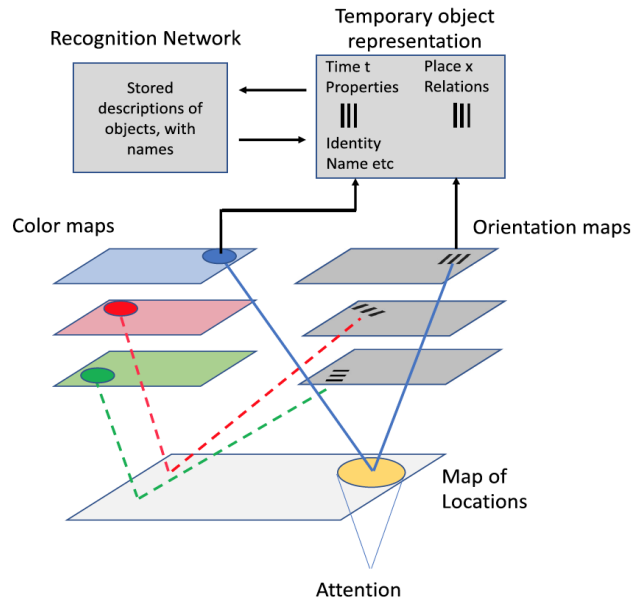 Recognition Network
Temporary object
representation
Stored
descriptions of
objects, with
names
Time t
Properties
Place x
Relations
Identity
Name etc
Color maps
Orientation maps
Map of
Locations
Attention